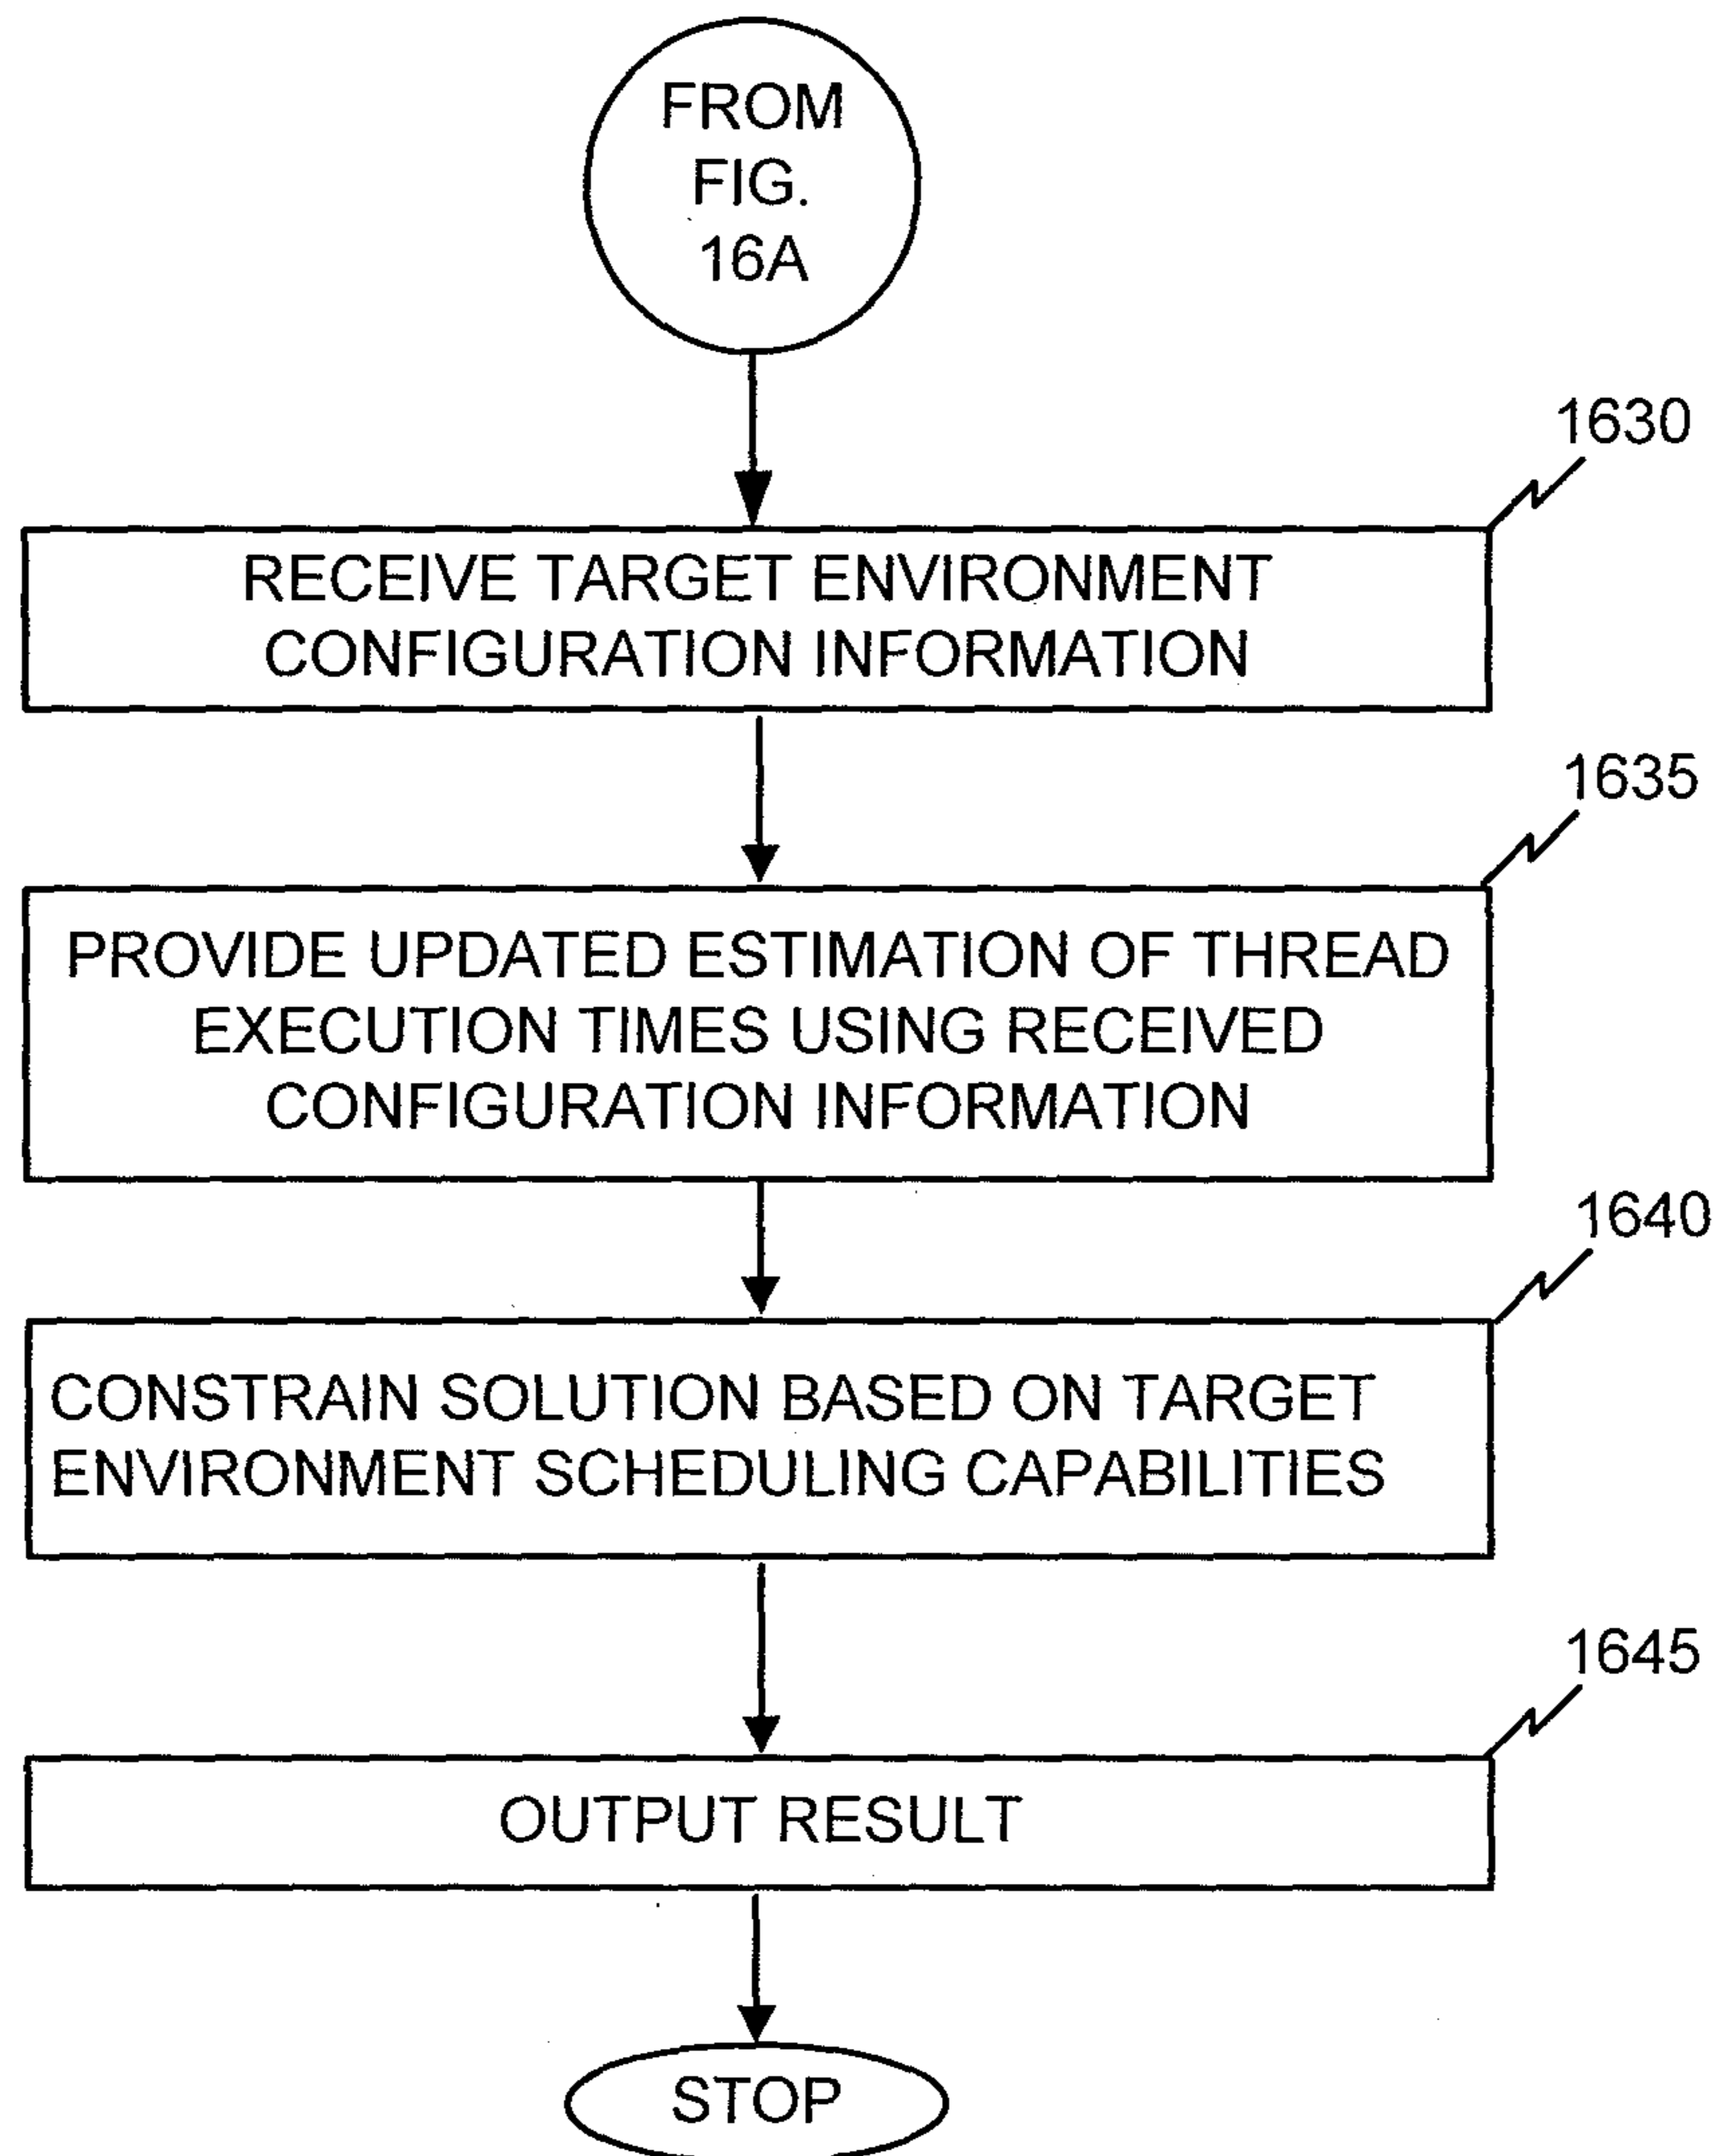 FROM
FIG.
16A
1630
RECEIVE TARGET ENVIRONMENT
CONFIGURATION INFORMATION
1635
PROVIDE UPDATED ESTIMATION OF THREAD
EXECUTION TIMES USING RECEIVED
CONFIGURATION INFORMATION
1640
CONSTRAIN SOLUTION BASED ON TARGET
ENVIRONMENT SCHEDULING CAPABILITIES
1645
OUTPUT RESULT
STOP